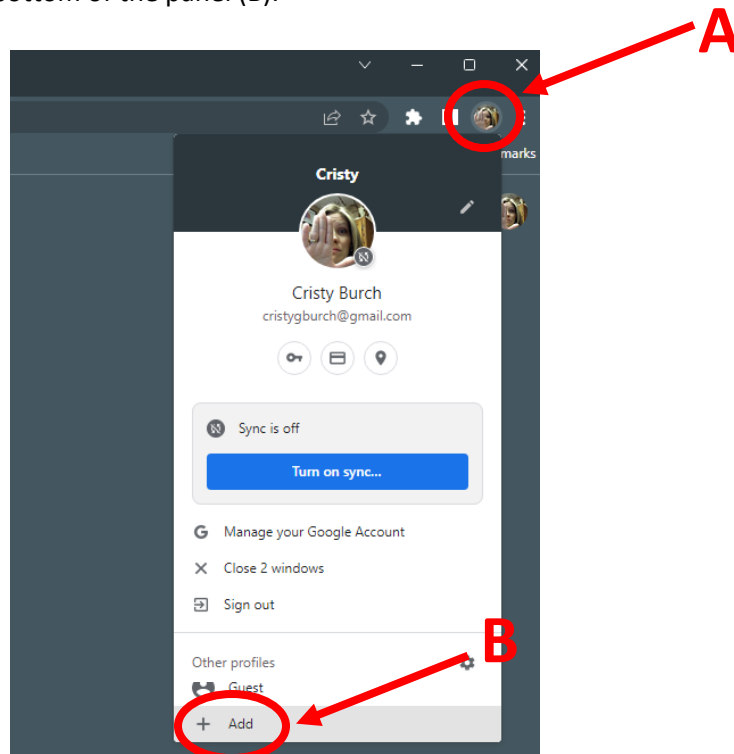 bottom of the panel (B).
A
marks
Cristy
Cristy Burch
cristygburch@gmail.com
Sync is off
Turn on sync...
G Manage your Google Account
Close 2 windows
Sign out
B
Other profiles
Guest
+ Add